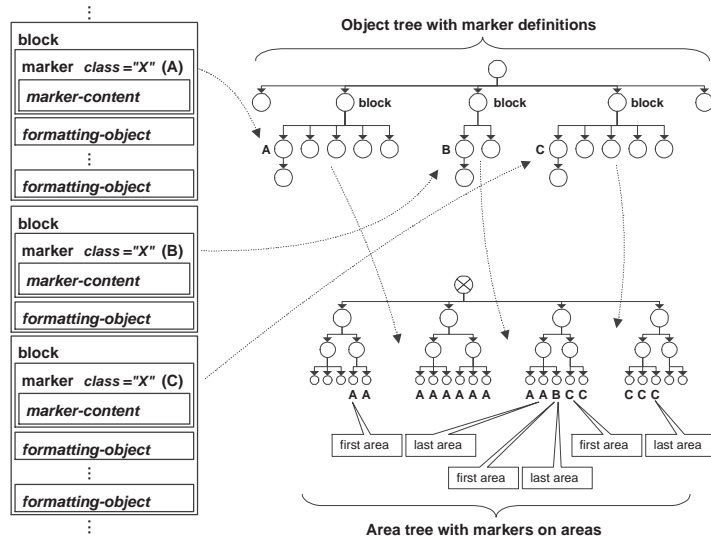 ⋮
block
marker class="X" (A)
marker-content
formatting-object
⋮
formatting-object
block
marker class="X" (B)
marker-content
formatting-object
block
marker class="X" (C)
marker-content
formatting-object
⋮
formatting-object
⋮
Object tree with marker definitions
block block block
A B C
A A A A A A A A A A B C C C C C
first area last area first area last area
first area last area
Area tree with markers on areas